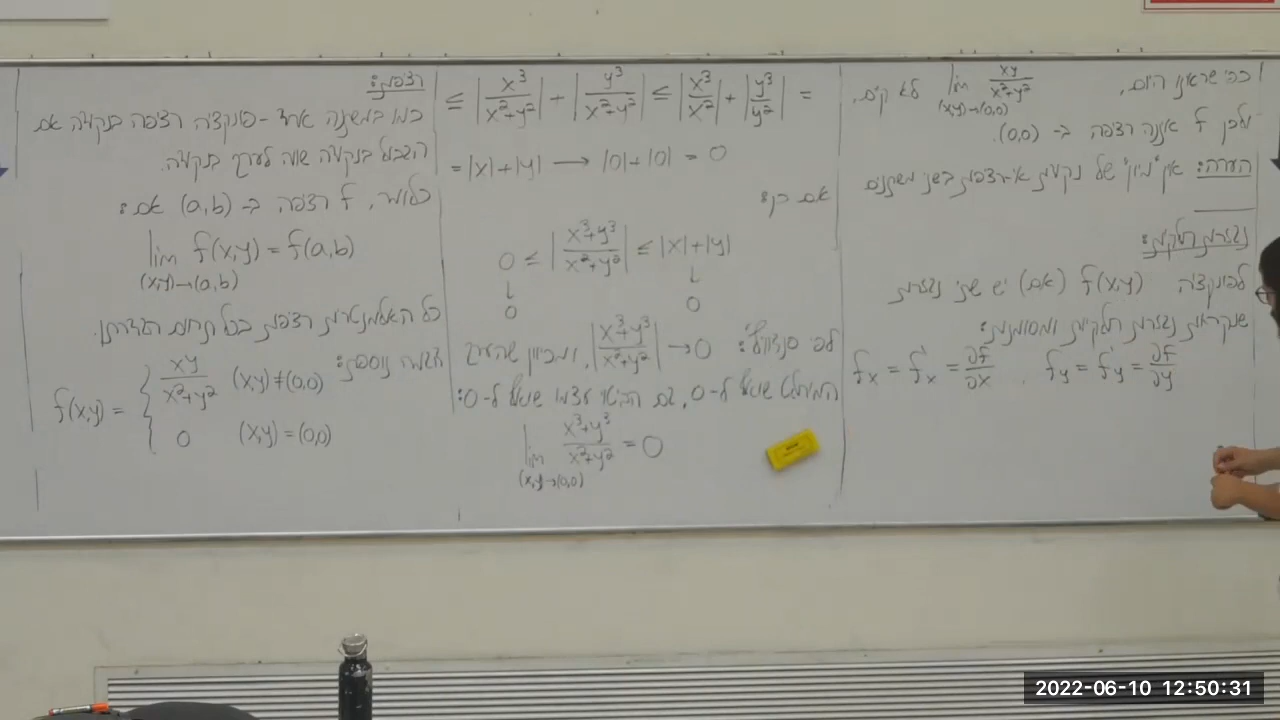 ≤ |x³/(x²+y²)| + |y³/(x²+y²)| ≤ |x³/x²| + |y³/y²| =
= |x|+|y| → |0|+|0| = 0
אם כן:
0 ≤ |(x³+y³)/(x²+y²)| ≤ |x|+|y|
↓ ↓
0 0
לפי סנדוויץ': |(x³+y³)/(x²+y²)| → 0, ומכיוון שהערך
המוחלט שואף ל-0, גם הביטוי עצמו שואף ל-0:
lim (x³+y³)/(x²+y²) = 0
(x,y)→(0,0)
רציפות:
כמו במשתנה אחד - פונקציה רציפה בנקודה אם
הגבול בנקודה שווה לערך בנקודה.
כלומר, f רציפה ב- (a,b) אם:
lim f(x,y) = f(a,b)
(x,y)→(a,b)
כל האלמנטריות רציפות בכל תחום הגדרתן.
דוגמה נוספת:
f(x,y) = { xy/(x²+y²) (x,y)≠(0,0)
0 (x,y)=(0,0)
כפי שראינו היום, lim xy/(x²+y²) לא קיים,
(x,y)→(0,0)
ולכן f איננה רציפה ב- (0,0).
הערה: אין "מיון" של נקודות אי-רציפות בשני משתנים
נגזרות חלקיות:
לפונקציה f(x,y) (אם) יש שתי נגזרות
שנקראות נגזרות חלקיות ומסומנות:
fx = f'x = ∂f/∂x , fy = f'y = ∂f/∂y
2022-06-10 12:50:31